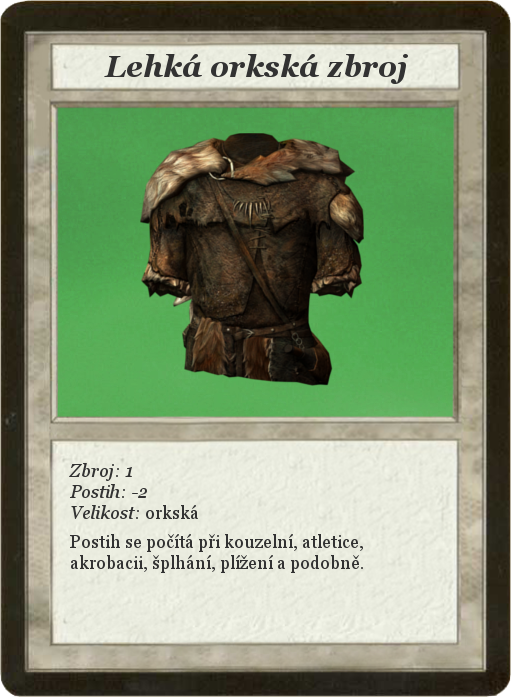 Lehká orkská zbroj
Zbroj: 1
Postih: -2
Velikost: orkská
Postih se počítá při kouzelní, atletice,
akrobacii, šplhání, plížení a podobně.